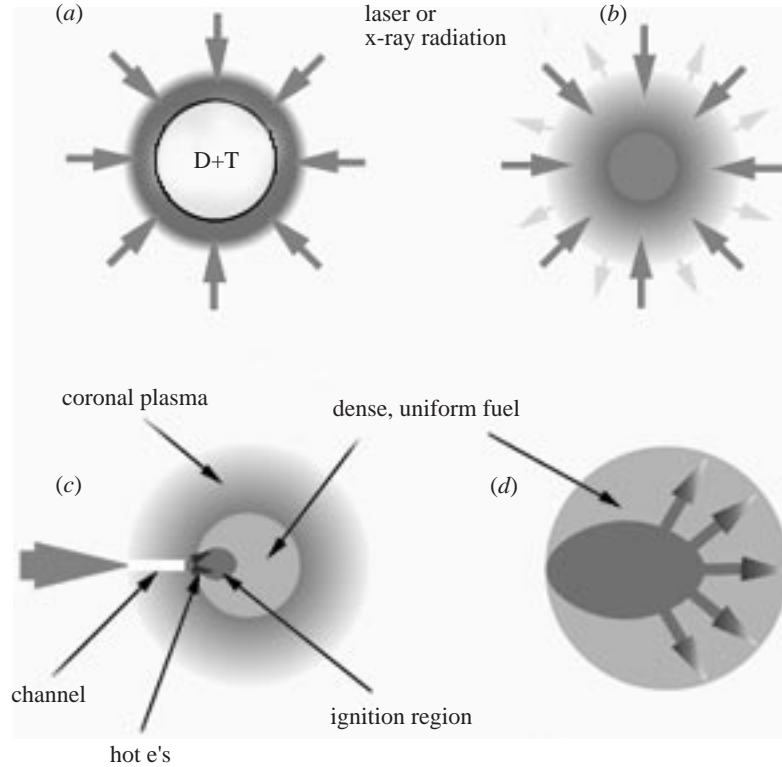 (a)
laser or
x-ray radiation
(b)
D+T
coronal plasma
dense, uniform fuel
(c)
(d)
channel
ignition region
hot e's